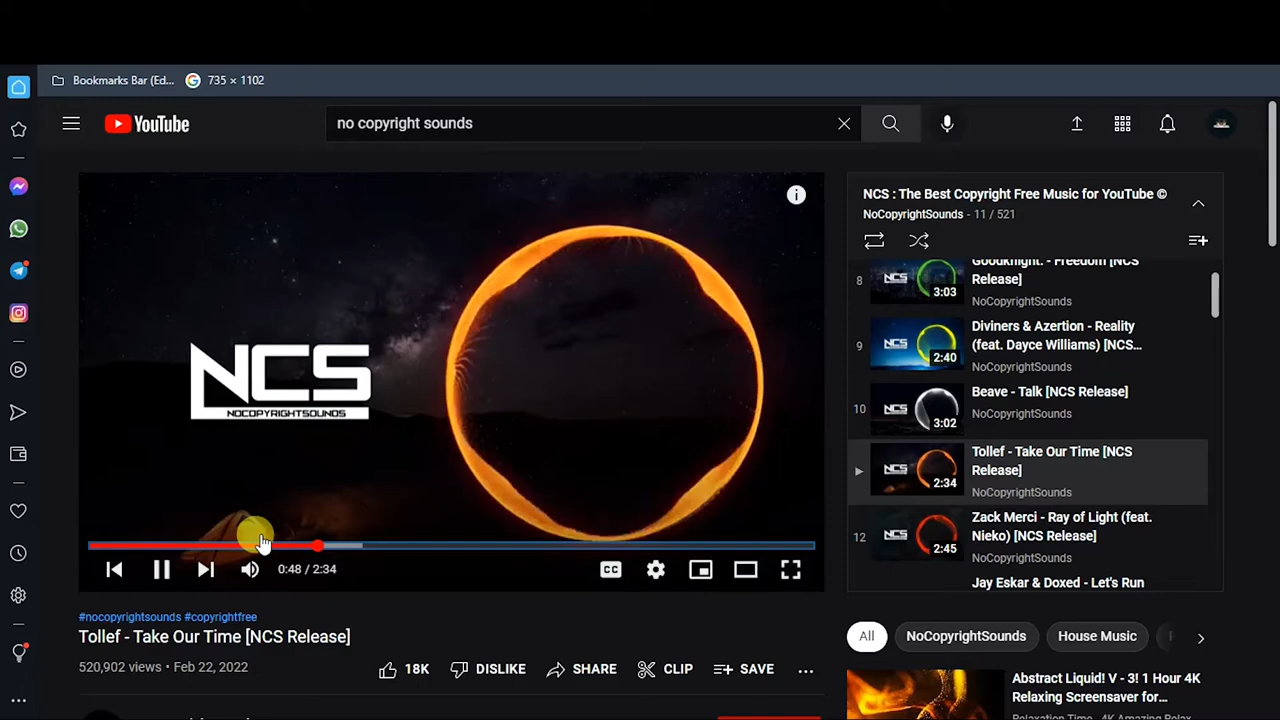 Bookmarks Bar (Ed...
735 × 1102
YouTube
no copyright sounds
NCS
NOCOPYRIGHTSOUNDS
0:48 / 2:34
CC
#nocopyrightsounds #copyrightfree
Tollef - Take Our Time [NCS Release]
520,902 views • Feb 22, 2022
18K
DISLIKE
SHARE
CLIP
SAVE
NCS : The Best Copyright Free Music for YouTube ©
NoCopyrightSounds - 11 / 521
8
NCS
3:03
Goodknight. - Freedom [NCS
Release]
NoCopyrightSounds
9
NCS
2:40
Diviners & Azertion - Reality
(feat. Dayce Williams) [NCS...
NoCopyrightSounds
10
NCS
3:02
Beave - Talk [NCS Release]
NoCopyrightSounds
NCS
2:34
Tollef - Take Our Time [NCS
Release]
NoCopyrightSounds
12
NCS
2:45
Zack Merci - Ray of Light (feat.
Nieko) [NCS Release]
NoCopyrightSounds
Jay Eskar & Doxed - Let's Run
All
NoCopyrightSounds
House Music
Abstract Liquid! V - 3! 1 Hour 4K
Relaxing Screensaver for...